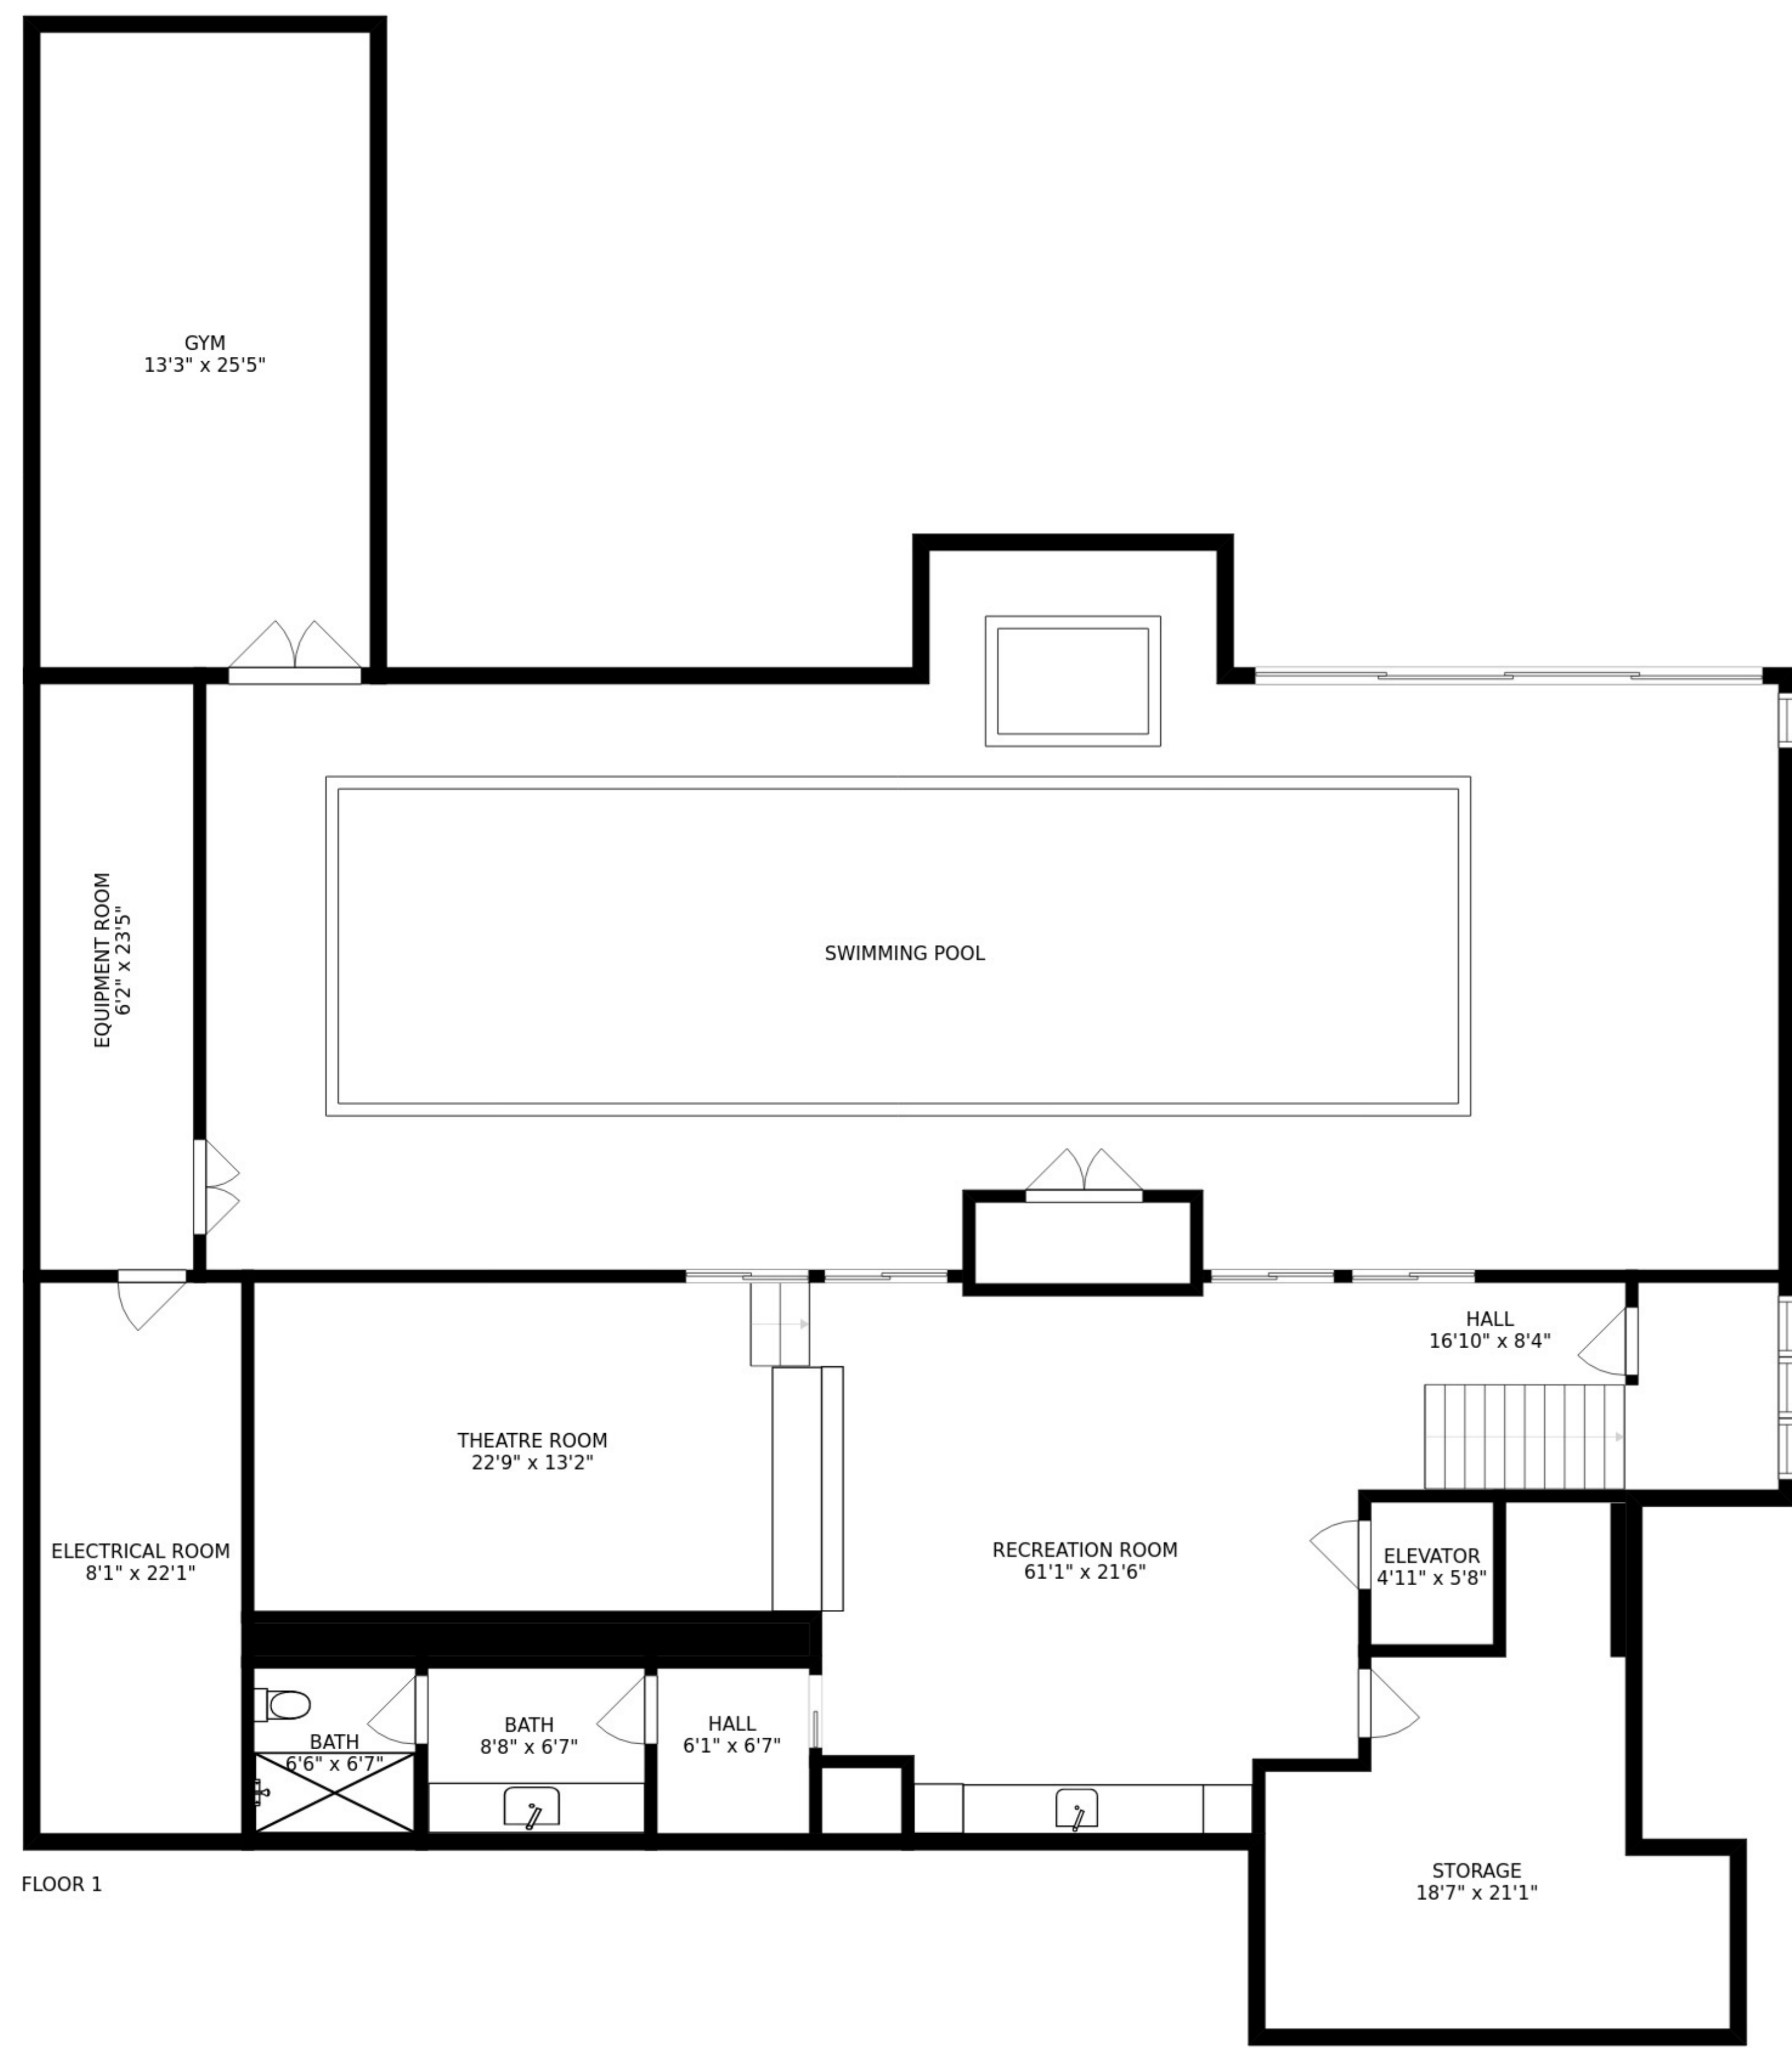 GYM
13'3" x 25'5"
EQUIPMENT ROOM
6'2" x 23'5"
SWIMMING POOL
HALL
16'10" x 8'4"
THEATRE ROOM
22'9" x 13'2"
ELECTRICAL ROOM
8'1" x 22'1"
RECREATION ROOM
61'1" x 21'6"
ELEVATOR
4'11" x 5'8"
BATH
6'6" x 6'7"
BATH
8'8" x 6'7"
HALL
6'1" x 6'7"
STORAGE
18'7" x 21'1"
FLOOR 1